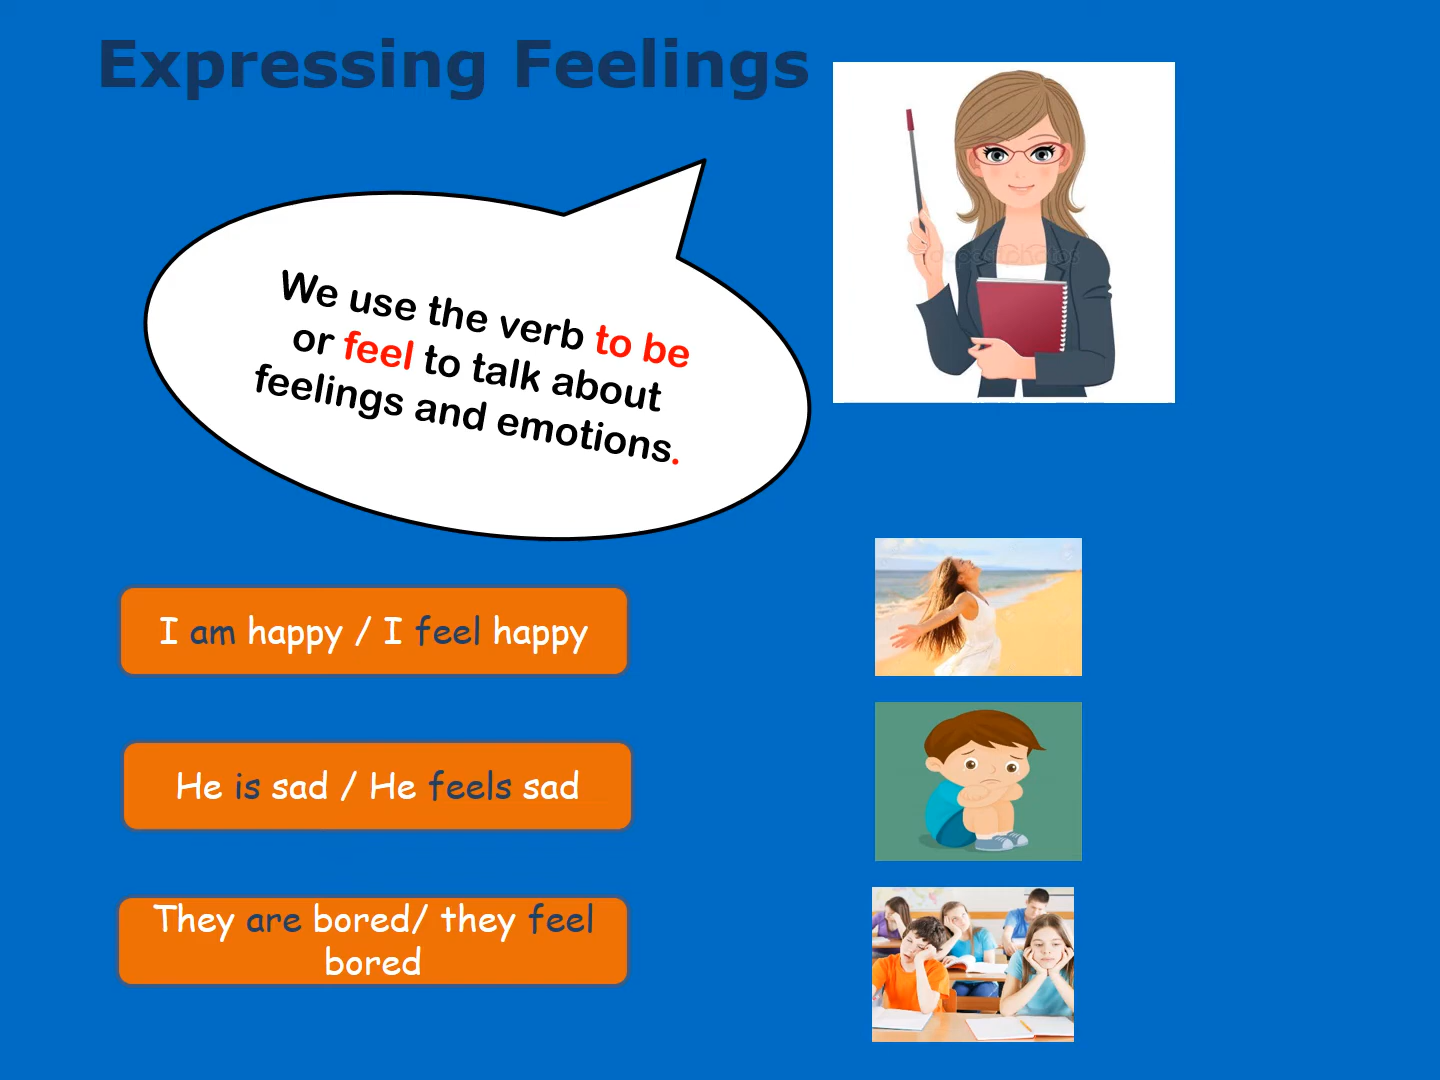 Expressing Feelings
We use the verb to be
or feel to talk about
feelings and emotions.
depositphotos
I am happy / I feel happy
He is sad / He feels sad
They are bored/ they feel
bored